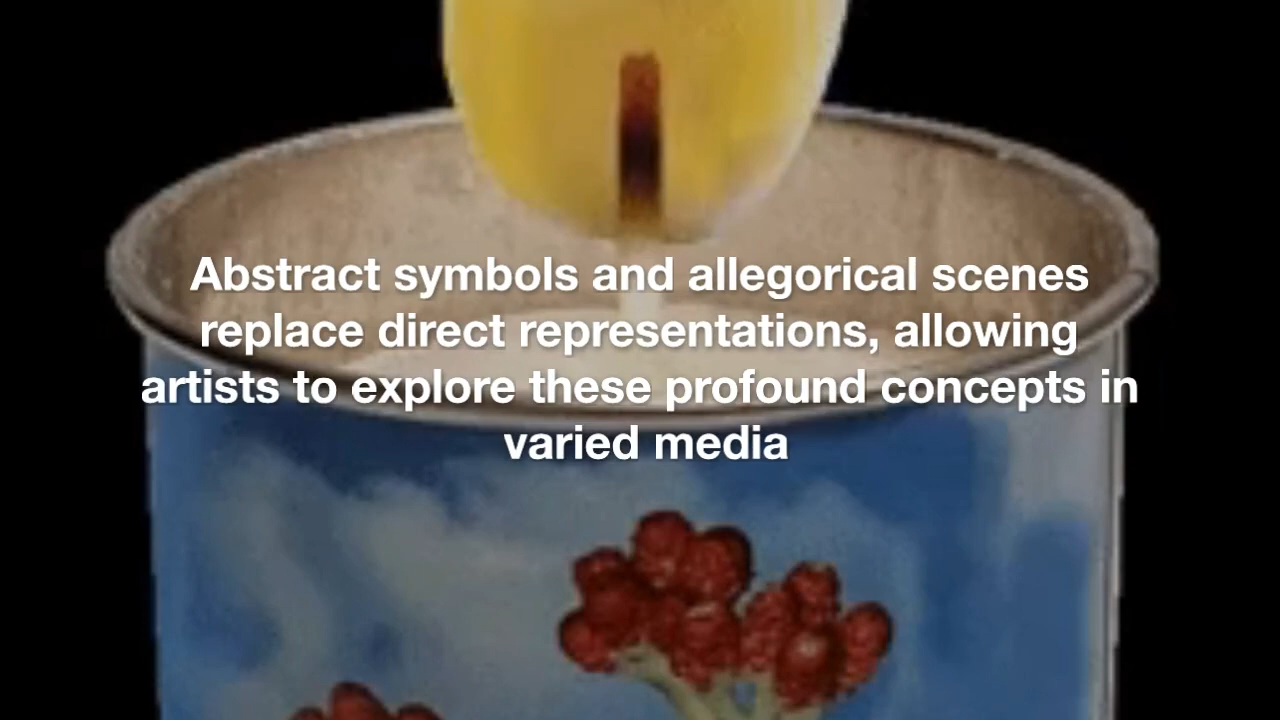 Abstract symbols and allegorical scenes
replace direct representations, allowing
artists to explore these profound concepts in
varied media